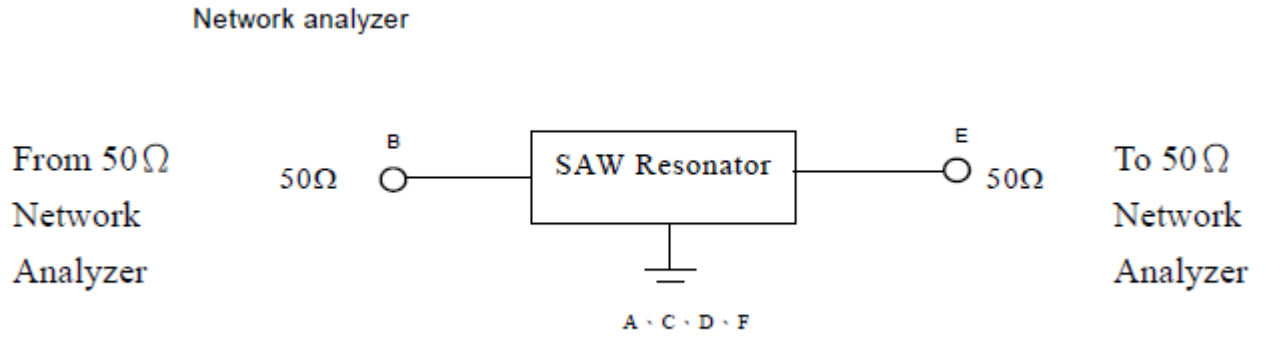 Network analyzer
From 50Ω
Network
Analyzer
50Ω
B
SAW Resonator
A、C、D、F
E
50Ω
To 50Ω
Network
Analyzer